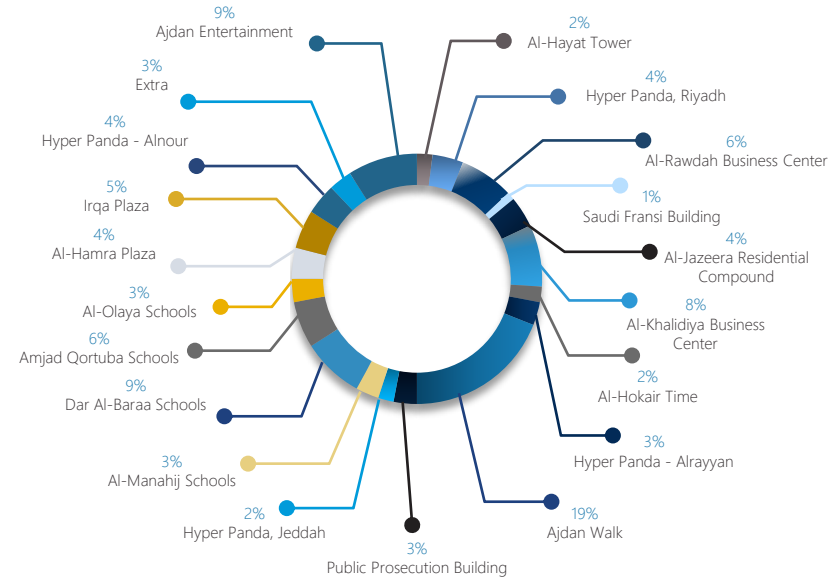 9%
Ajdan Entertainment
2%
Al-Hayat Tower
3%
Extra
4%
Hyper Panda, Riyadh
4%
Hyper Panda - Alnour
6%
Al-Rawdah Business Center
5%
Irqa Plaza
1%
Saudi Fransi Building
4%
Al-Hamra Plaza
4%
Al-Jazeera Residential
Compound
3%
Al-Olaya Schools
8%
Al-Khalidiya Business
Center
6%
Amjad Qortuba Schools
2%
Al-Hokair Time
9%
Dar Al-Baraa Schools
3%
Hyper Panda - Alrayyan
3%
Al-Manahij Schools
19%
Ajdan Walk
2%
Hyper Panda, Jeddah
3%
Public Prosecution Building